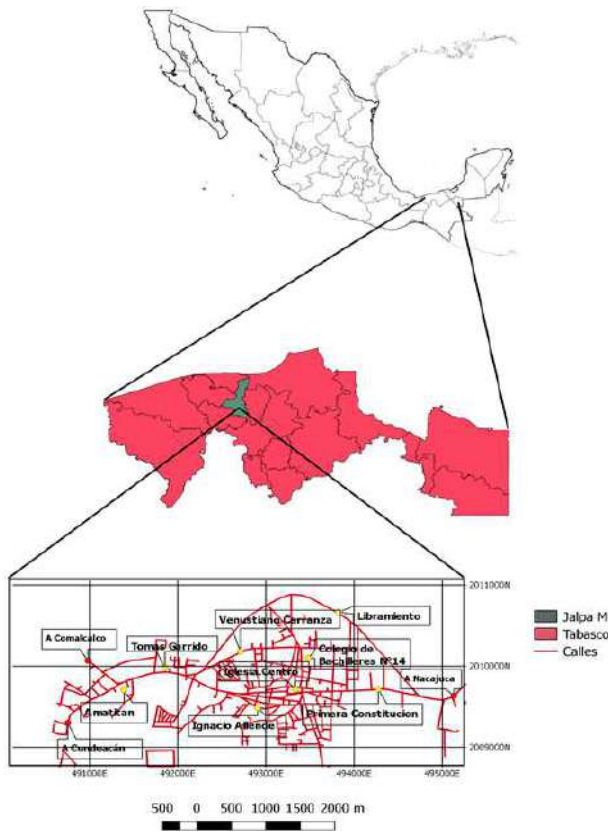 Jalpa M
Tabasco
Calles
2011000N
Venustiano Carranza
Libramiento
A Comalcalco
Tomas Garrido
Colegio de
Bachilleres Nº14
2010000N
Iglesia Centro
A Nacajuca
Amatitan
Ignacio Allende
Primera Constitucion
A Cunduacán
2009000N
491000E 492000E 493000E 494000E 495000E
500 0 500 1000 1500 2000 m